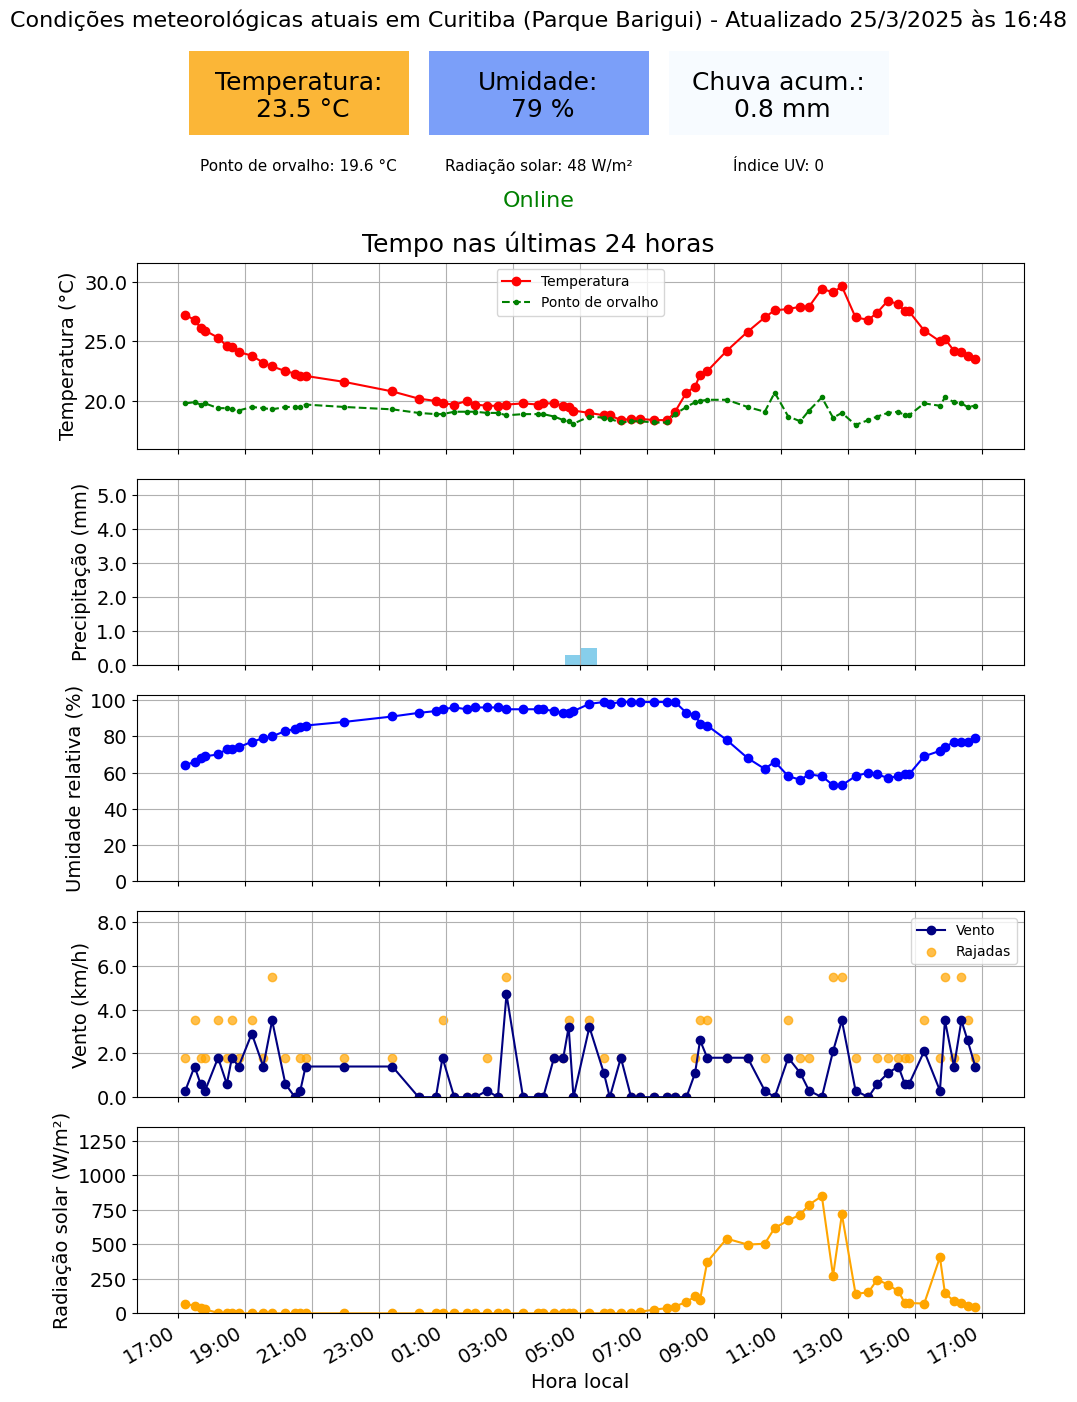 Condições meteorológicas atuais em Curitiba (Parque Barigui) - Atualizado 25/3/2025 às 16:48
Temperatura:
23.5 °C
Umidade:
79 %
Chuva acum.:
0.8 mm
Ponto de orvalho: 19.6 °C
Radiação solar: 48 W/m²
Índice UV: 0
Online
Tempo nas últimas 24 horas
Temperatura (°C)
30.0
25.0
20.0
Temperatura
Ponto de orvalho
Precipitação (mm)
5.0
4.0
3.0
2.0
1.0
0.0
Umidade relativa (%)
100
80
60
40
20
0
Vento (km/h)
8.0
6.0
4.0
2.0
0.0
Vento
Rajadas
Radiação solar (W/m²)
1250
1000
750
500
250
0
17:00
19:00
21:00
23:00
01:00
03:00
05:00
07:00
09:00
11:00
13:00
15:00
17:00
Hora local